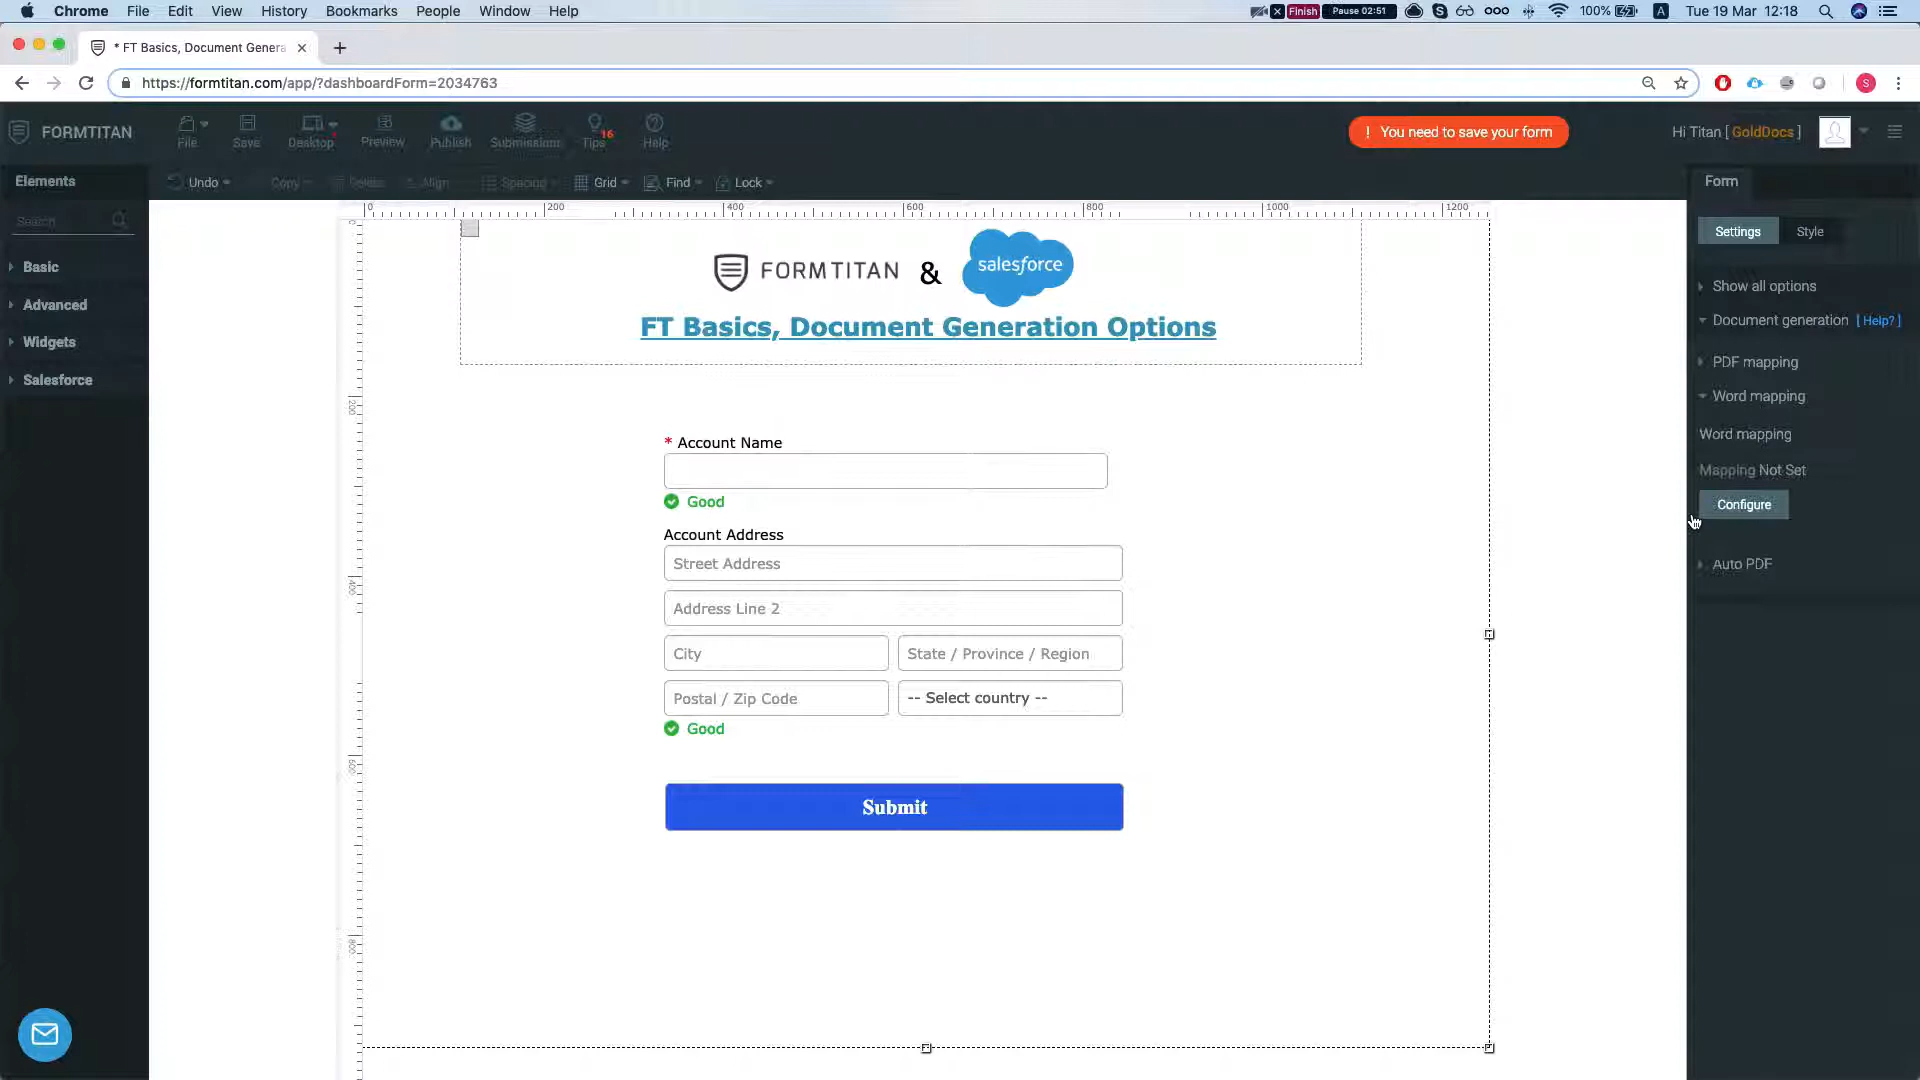 Chrome File Edit View History Bookmarks People Window Help
Finish Pause 02:51 100% A Tue 19 Mar 12:18
* FT Basics, Document Genera
https://formtitan.com/app/?dashboardForm=2034763
S
FORMTITAN
File Save Desktop Preview Publish Submissions Tips 16 Help
! You need to save your form
Hi Titan [ GoldDocs ]
Elements
Undo Copy Delete Align Spacing Grid Find Lock
Form
Search
Settings Style
0 200 400 600 800 1000 1200
Basic
Advanced
Widgets
Salesforce
FORMTITAN & salesforce
FT Basics, Document Generation Options
Show all options
Document generation [ Help? ]
PDF mapping
Word mapping
Word mapping
Mapping Not Set
Configure
Auto PDF
0
200
400
600
800
* Account Name
Good
Account Address
Street Address
Address Line 2
City State / Province / Region
Postal / Zip Code -- Select country --
Good
Submit